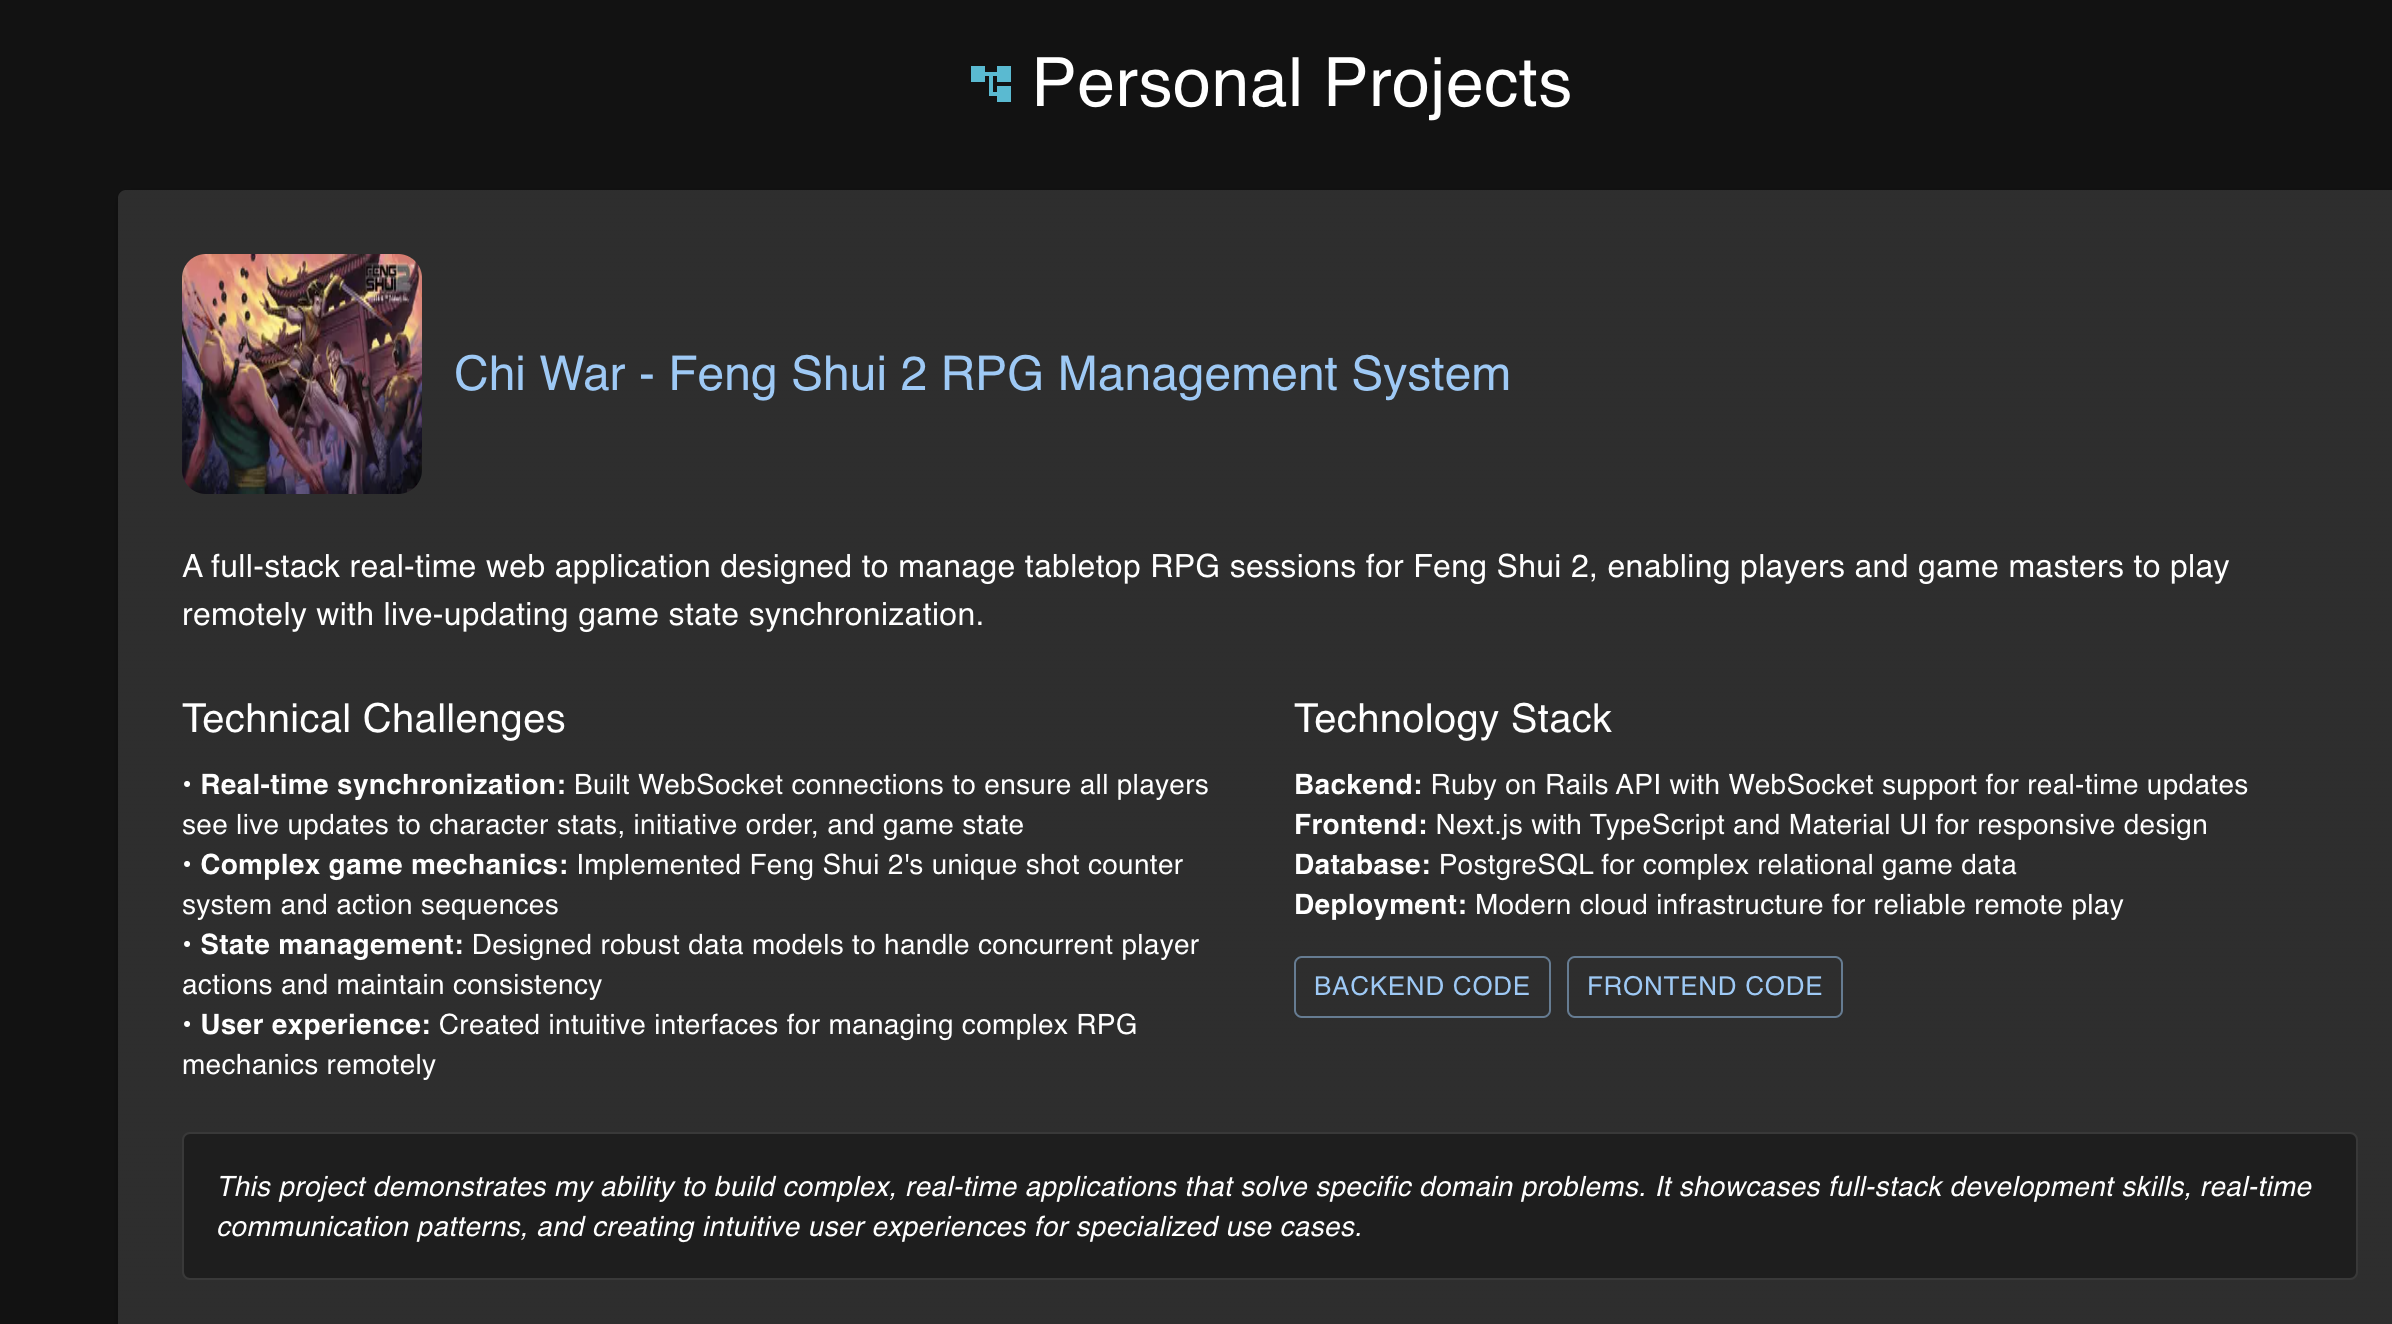 Personal Projects
FENG
SHUI 2
Chi War - Feng Shui 2 RPG Management System
A full-stack real-time web application designed to manage tabletop RPG sessions for Feng Shui 2, enabling players and game masters to play
remotely with live-updating game state synchronization.
Technical Challenges
• Real-time synchronization: Built WebSocket connections to ensure all players
see live updates to character stats, initiative order, and game state
• Complex game mechanics: Implemented Feng Shui 2's unique shot counter
system and action sequences
• State management: Designed robust data models to handle concurrent player
actions and maintain consistency
• User experience: Created intuitive interfaces for managing complex RPG
mechanics remotely
Technology Stack
Backend: Ruby on Rails API with WebSocket support for real-time updates
Frontend: Next.js with TypeScript and Material UI for responsive design
Database: PostgreSQL for complex relational game data
Deployment: Modern cloud infrastructure for reliable remote play
BACKEND CODE
FRONTEND CODE
This project demonstrates my ability to build complex, real-time applications that solve specific domain problems. It showcases full-stack development skills, real-time
communication patterns, and creating intuitive user experiences for specialized use cases.